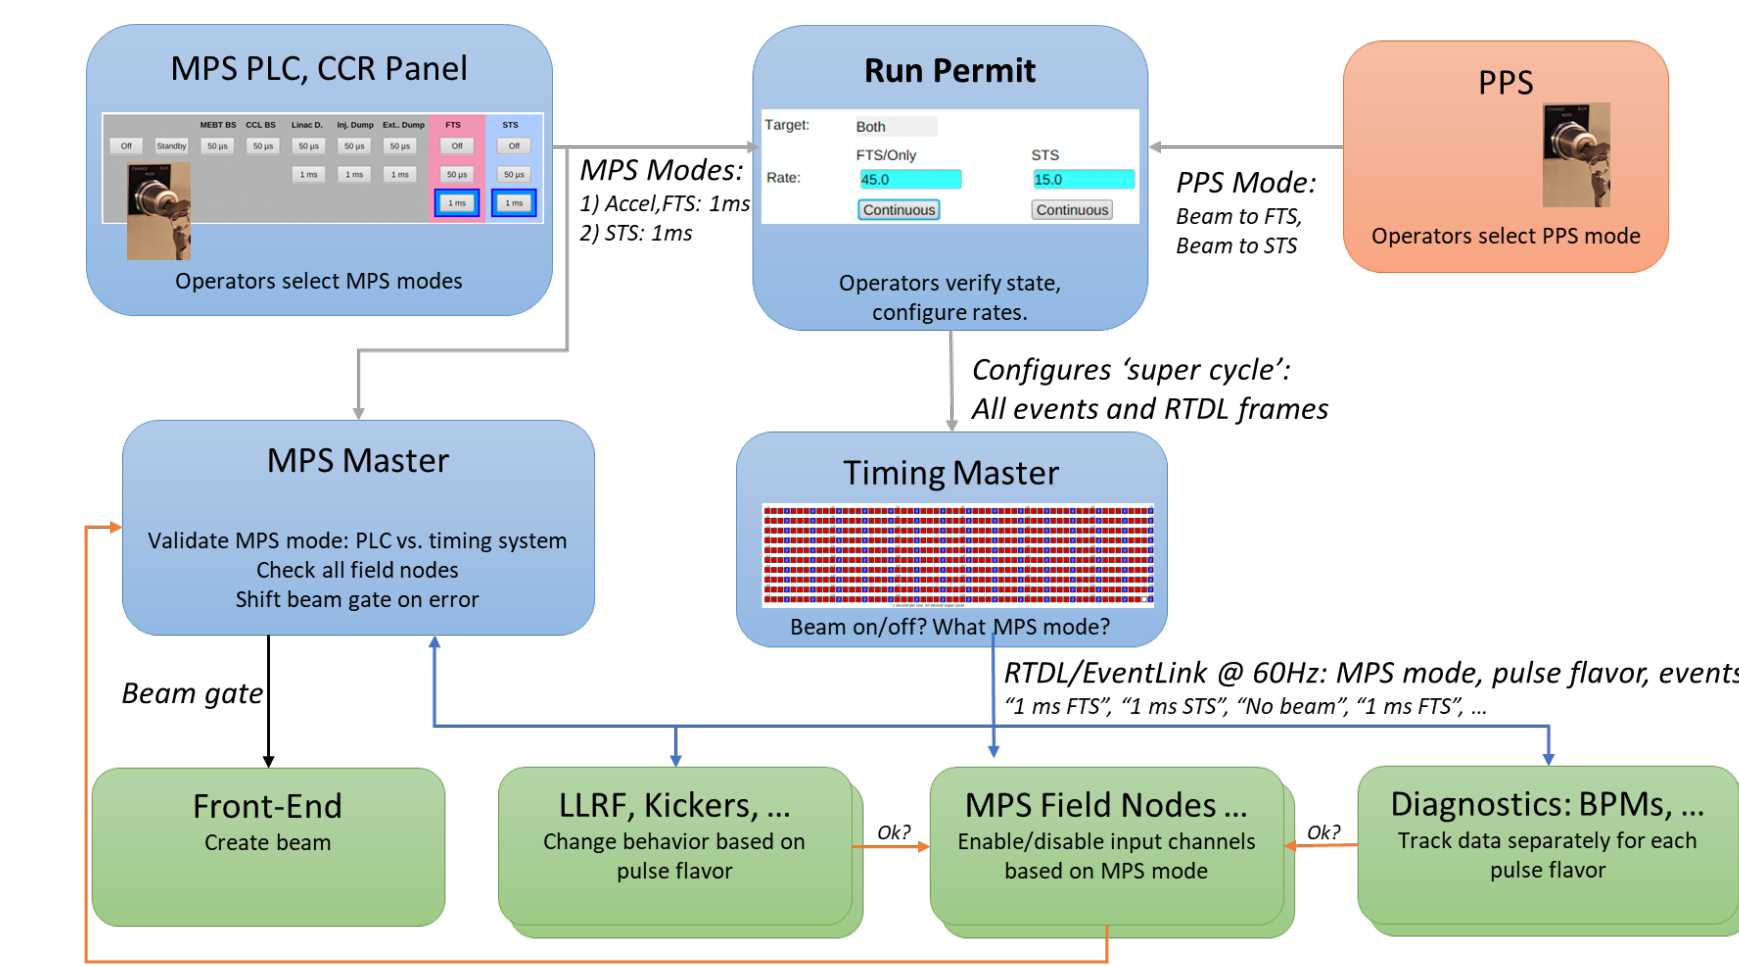 MPS PLC, CCR Panel
MEBT BS CCL BS Linac D. Inj. Dump Ext.. Dump FTS STS
Off Standby 50 µs 50 µs 50 µs 50 µs 50 µs Off Off
1 ms 1 ms 1 ms 50 µs 50 µs
1 ms 1 ms
Operators select MPS modes
MPS Modes:
1) Accel,FTS: 1ms
2) STS: 1ms
Run Permit
Target: Both
FTS/Only STS
Rate: 45.0 15.0
Continuous Continuous
Operators verify state,
configure rates.
PPS Mode:
Beam to FTS,
Beam to STS
PPS
Operators select PPS mode
Configures ‘super cycle’:
All events and RTDL frames
MPS Master
Validate MPS mode: PLC vs. timing system
Check all field nodes
Shift beam gate on error
Timing Master
Beam on/off? What MPS mode?
RTDL/EventLink @ 60Hz: MPS mode, pulse flavor, events
“1 ms FTS”, “1 ms STS”, “No beam”, “1 ms FTS”, …
Beam gate
Front-End
Create beam
LLRF, Kickers, …
Change behavior based on
pulse flavor
Ok?
MPS Field Nodes …
Enable/disable input channels
based on MPS mode
Ok?
Diagnostics: BPMs, …
Track data separately for each
pulse flavor